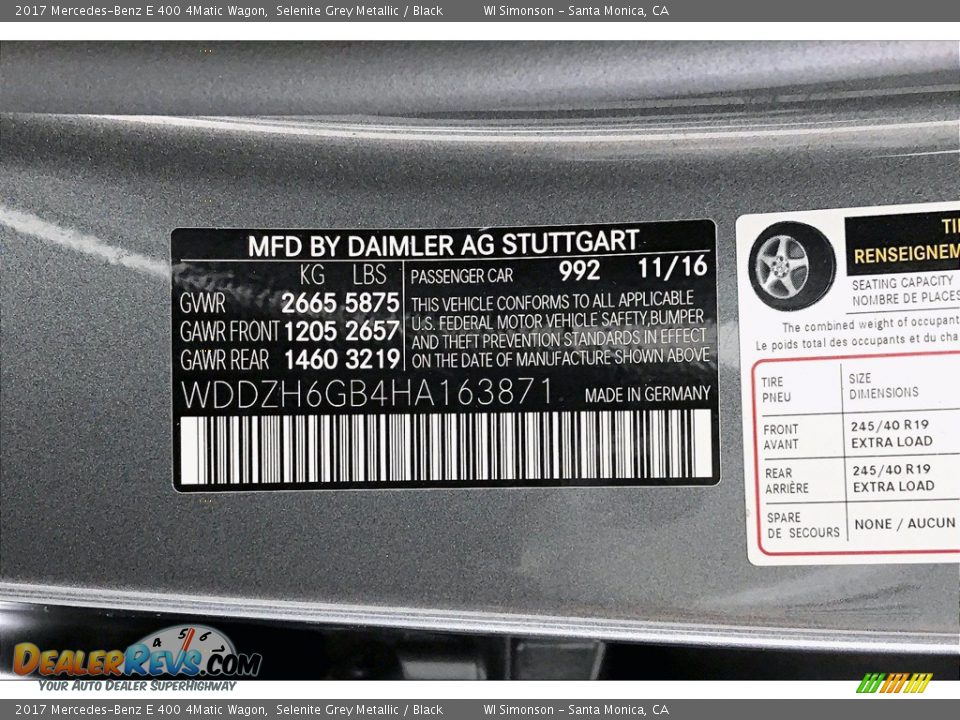 2017 Mercedes-Benz E 400 4Matic Wagon, Selenite Grey Metallic / Black WI Simonson - Santa Monica, CA
MFD BY DAIMLER AG STUTTGART
KG LBS
GWR 2665 5875
GAWR FRONT 1205 2657
GAWR REAR 1460 3219
PASSENGER CAR 992 11/16
THIS VEHICLE CONFORMS TO ALL APPLICABLE
U.S. FEDERAL MOTOR VEHICLE SAFETY,BUMPER
AND THEFT PREVENTION STANDARDS IN EFFECT
ON THE DATE OF MANUFACTURE SHOWN ABOVE
WDDZH6GB4HA163871 MADE IN GERMANY
SEATING CAPACITY
NOMBRE DE PLACES
The combined weight of
Le poids total des occupants et du
TIRE SIZE
PNEU DIMENSIONS
FRONT 245/40 R19
AVANT EXTRA LOAD
REAR 245/40 R19
ARRIÈRE EXTRA LOAD
SPARE NONE / AUCUN
DE SECOURS
4 5 6
DEALERREVS.COM
YOUR AUTO DEALER SUPERHIGHWAY
2017 Mercedes-Benz E 400 4Matic Wagon, Selenite Grey Metallic / Black WI Simonson - Santa Monica, CA